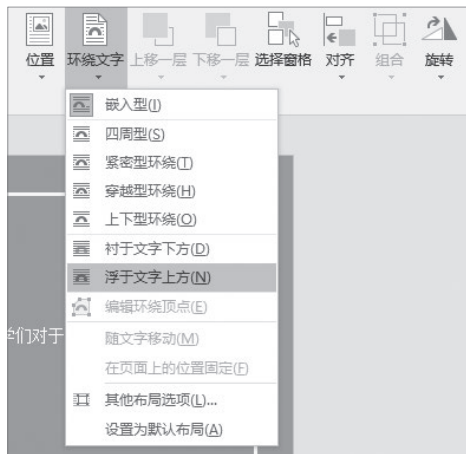 位置 环绕文字 上移一层 下移一层 选择窗格 对齐 组合 旋转
嵌入型(I)
四周型(S)
紧密型环绕(T)
穿越型环绕(H)
上下型环绕(O)
衬于文字下方(D)
浮于文字上方(N)
编辑环绕顶点(E)
们对于
随文字移动(M)
在页面上的位置固定(F)
其他布局选项(L)...
设置为默认布局(A)